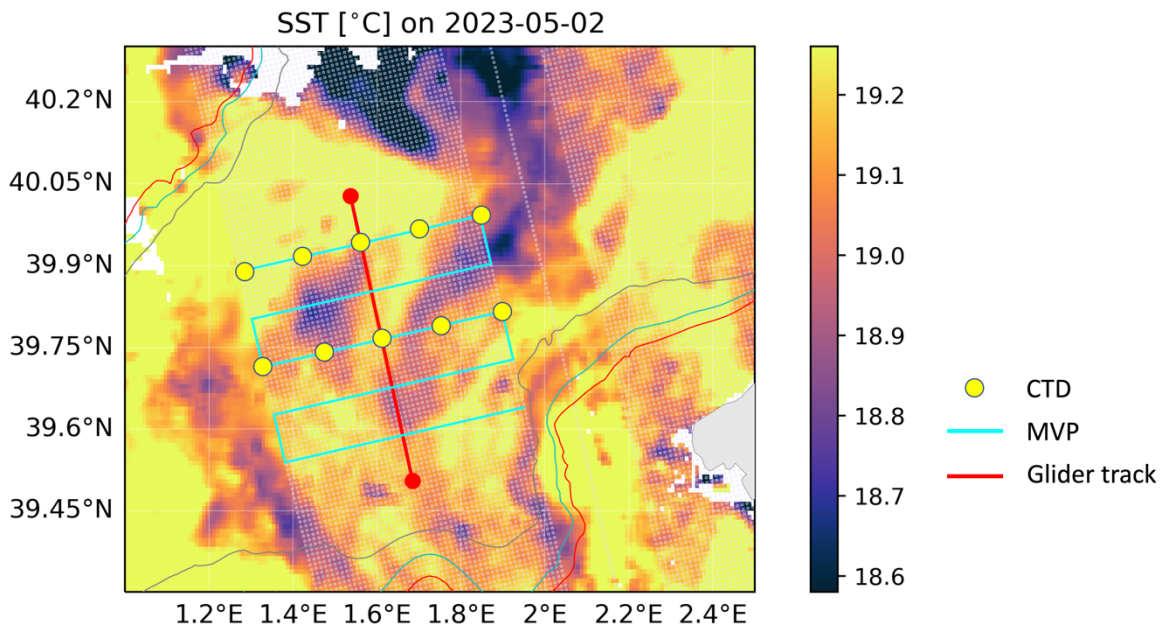 SST [°C] on 2023-05-02
40.2°N
40.05°N
39.9°N
39.75°N
39.6°N
39.45°N
1.2°E 1.4°E 1.6°E 1.8°E 2°E 2.2°E 2.4°E
19.2
19.1
19.0
18.9
18.8
18.7
18.6
CTD
MVP
Glider track